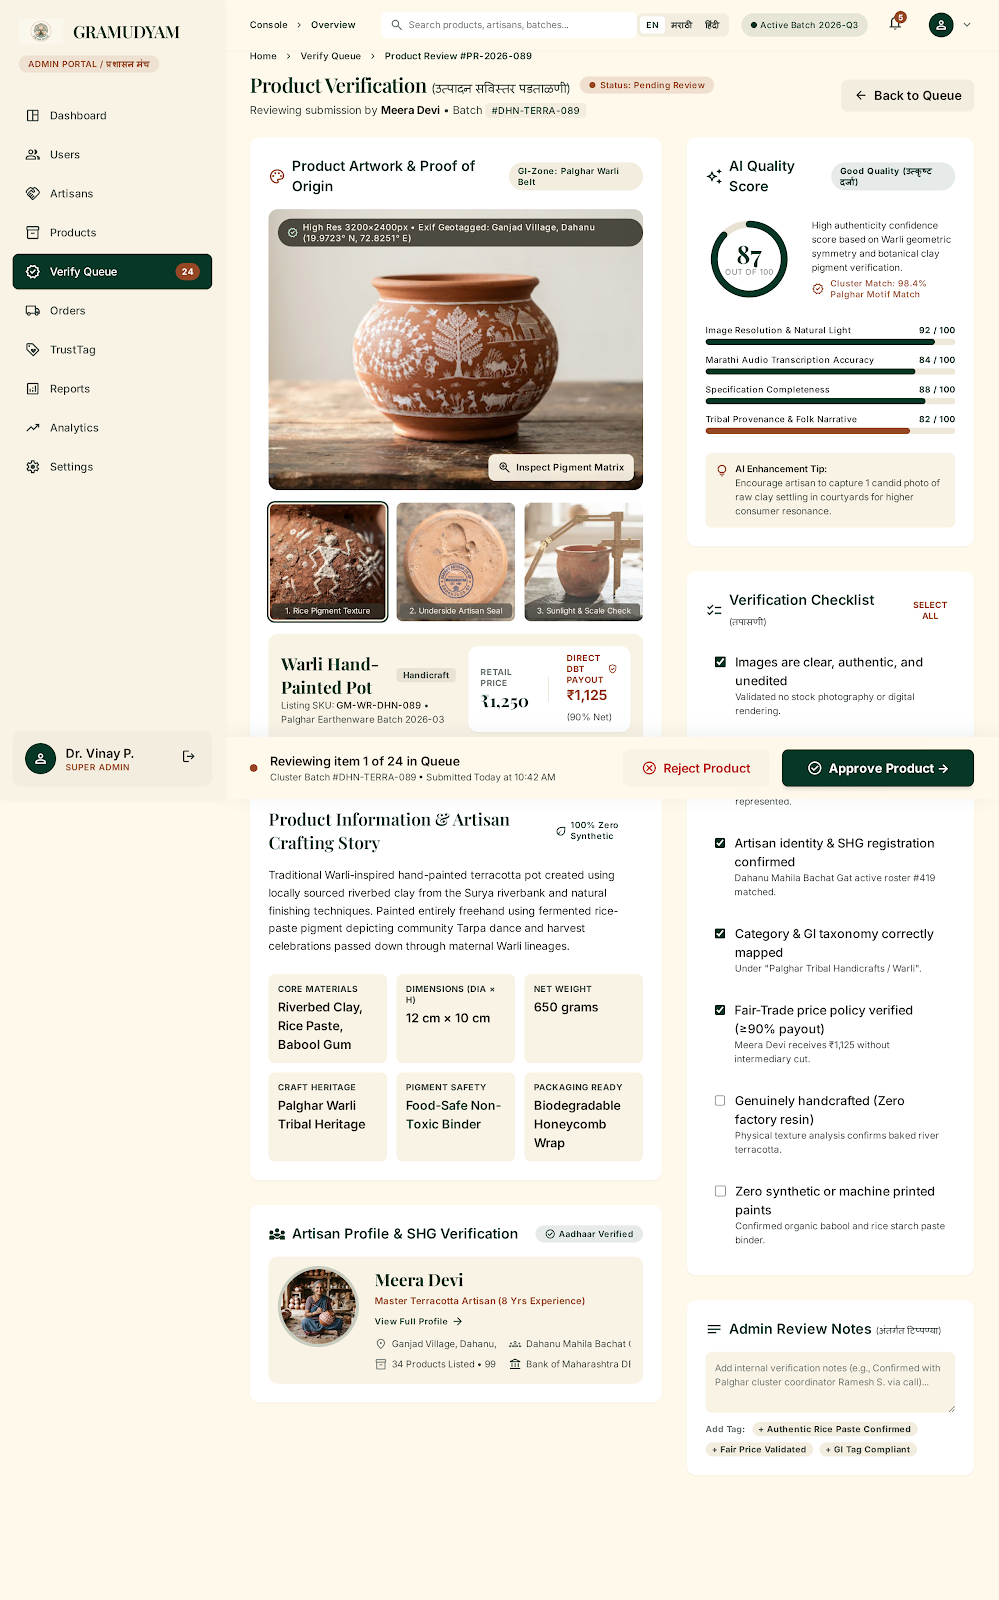 GRAMUDYAM
ADMIN PORTAL / प्रशासन मंच
Dashboard
Users
Artisans
Products
Verify Queue
24
Orders
TrustTag
Reports
Analytics
Settings
Dr. Vinay P.
SUPER ADMIN
Console > Overview
Search products, artisans, batches...
EN मराठी हिंदी
Active Batch 2026-Q3
5
Home > Verify Queue > Product Review #PR-2026-089
Product Verification (उत्पादन सविस्तर पडताळणी)
Status: Pending Review
Reviewing submission by Meera Devi • Batch #DHN-TERRA-089
Back to Queue
Product Artwork & Proof of
Origin
GI-Zone: Palghar Warli
Belt
High Res 3200×2400px • Exif Geotagged: Ganjad Village, Dahanu
(19.9723° N, 72.8251° E)
Inspect Pigment Matrix
1. Rice Pigment Texture
2. Underside Artisan Seal
3. Sunlight & Scale Check
Warli Hand-
Painted Pot
Handicraft
Listing SKU: GM-WR-DHN-089 •
Palghar Earthenware Batch 2026-03
RETAIL
PRICE
₹1,250
DIRECT
DBT
PAYOUT
₹1,125
(90% Net)
Reviewing item 1 of 24 in Queue
Cluster Batch #DHN-TERRA-089 • Submitted Today at 10:42 AM
Reject Product
Approve Product →
Product Information & Artisan
Crafting Story
100% Zero
Synthetic
Traditional Warli-inspired hand-painted terracotta pot created using
locally sourced riverbed clay from the Surya riverbank and natural
finishing techniques. Painted entirely freehand using fermented rice-
paste pigment depicting community Tarpa dance and harvest
celebrations passed down through maternal Warli lineages.
CORE MATERIALS
Riverbed Clay,
Rice Paste,
Babool Gum
DIMENSIONS (DIA ×
H)
12 cm × 10 cm
NET WEIGHT
650 grams
CRAFT HERITAGE
Palghar Warli
Tribal Heritage
PIGMENT SAFETY
Food-Safe Non-
Toxic Binder
PACKAGING READY
Biodegradable
Honeycomb
Wrap
Artisan Profile & SHG Verification
Aadhaar Verified
Meera Devi
Master Terracotta Artisan (8 Yrs Experience)
View Full Profile →
Ganjad Village, Dahanu,
Dahanu Mahila Bachat
34 Products Listed • 99
Bank of Maharashtra
AI Quality
Score
Good Quality (उत्कृष्ट
दर्जा)
87
OUT OF 100
High authenticity confidence
score based on Warli geometric
symmetry and botanical clay
pigment verification.
Cluster Match: 98.4%
Palghar Motif Match
Image Resolution & Natural Light 92 / 100
Marathi Audio Transcription Accuracy 84 / 100
Specification Completeness 88 / 100
Tribal Provenance & Folk Narrative 82 / 100
AI Enhancement Tip:
Encourage artisan to capture 1 candid photo of
raw clay settling in courtyards for higher
consumer resonance.
Verification Checklist
(तपासणी)
SELECT
ALL
Images are clear, authentic, and
unedited
Validated no stock photography or digital
rendering.
represented.
Artisan identity & SHG registration
confirmed
Dahanu Mahila Bachat Gat active roster #419
matched.
Category & GI taxonomy correctly
mapped
Under "Palghar Tribal Handicrafts / Warli".
Fair-Trade price policy verified
(≥90% payout)
Meera Devi receives ₹1,125 without
intermediary cut.
Genuinely handcrafted (Zero
factory resin)
Physical texture analysis confirms baked river
terracotta.
Zero synthetic or machine printed
paints
Confirmed organic babool and rice starch paste
binder.
Admin Review Notes (अंतर्गत टिप्पण्या)
Add internal verification notes (e.g., Confirmed with
Palghar cluster coordinator Ramesh S. via call)...
Add Tag: + Authentic Rice Paste Confirmed
+ Fair Price Validated + GI Tag Compliant